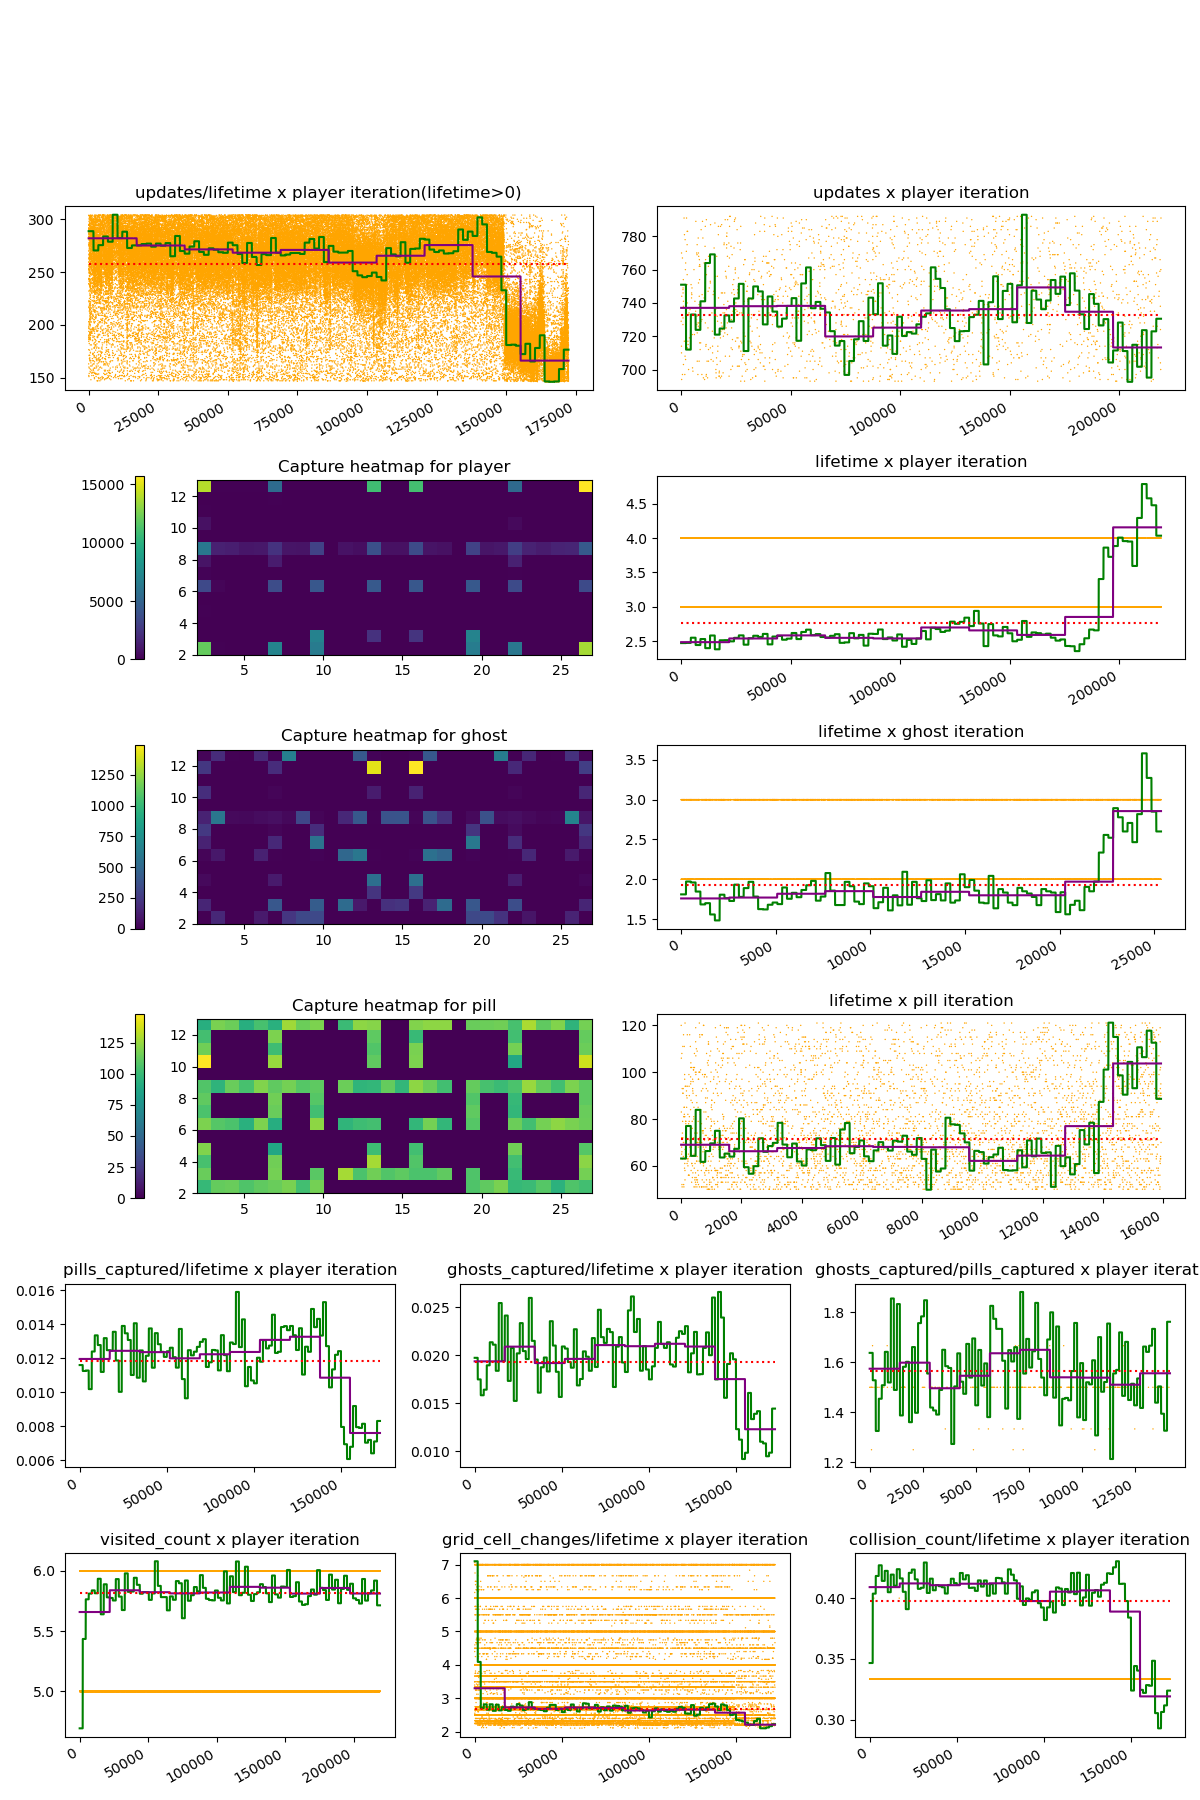 updates/lifetime x player iteration(lifetime>0)
300
250
200
150
0 25000 50000 75000 100000 125000 150000 175000
updates x player iteration
780
760
740
720
700
0 50000 100000 150000 200000
15000
10000
5000
0
Capture heatmap for player
12
10
8
6
4
2
5 10 15 20 25
lifetime x player iteration
4.5
4.0
3.5
3.0
2.5
0 50000 100000 150000 200000
1250
1000
750
500
250
0
Capture heatmap for ghost
12
10
8
6
4
2
5 10 15 20 25
lifetime x ghost iteration
3.5
3.0
2.5
2.0
1.5
0 5000 10000 15000 20000 25000
125
100
75
50
25
0
Capture heatmap for pill
12
10
8
6
4
2
5 10 15 20 25
lifetime x pill iteration
120
100
80
60
0 2000 4000 6000 8000 10000 12000 14000 16000
pills_captured/lifetime x player iteration
0.016
0.014
0.012
0.010
0.008
0.006
0 50000 100000 150000
ghosts_captured/lifetime x player iteration
0.025
0.020
0.015
0.010
0 50000 100000 150000
ghosts_captured/pills_captured x player iterat
1.8
1.6
1.4
1.2
0 2500 5000 7500 10000 12500
visited_count x player iteration
6.0
5.5
5.0
0 50000 100000 150000 200000
grid_cell_changes/lifetime x player iteration
7
6
5
4
3
2
0 50000 100000 150000
collision_count/lifetime x player iteration
0.40
0.35
0.30
0 50000 100000 150000